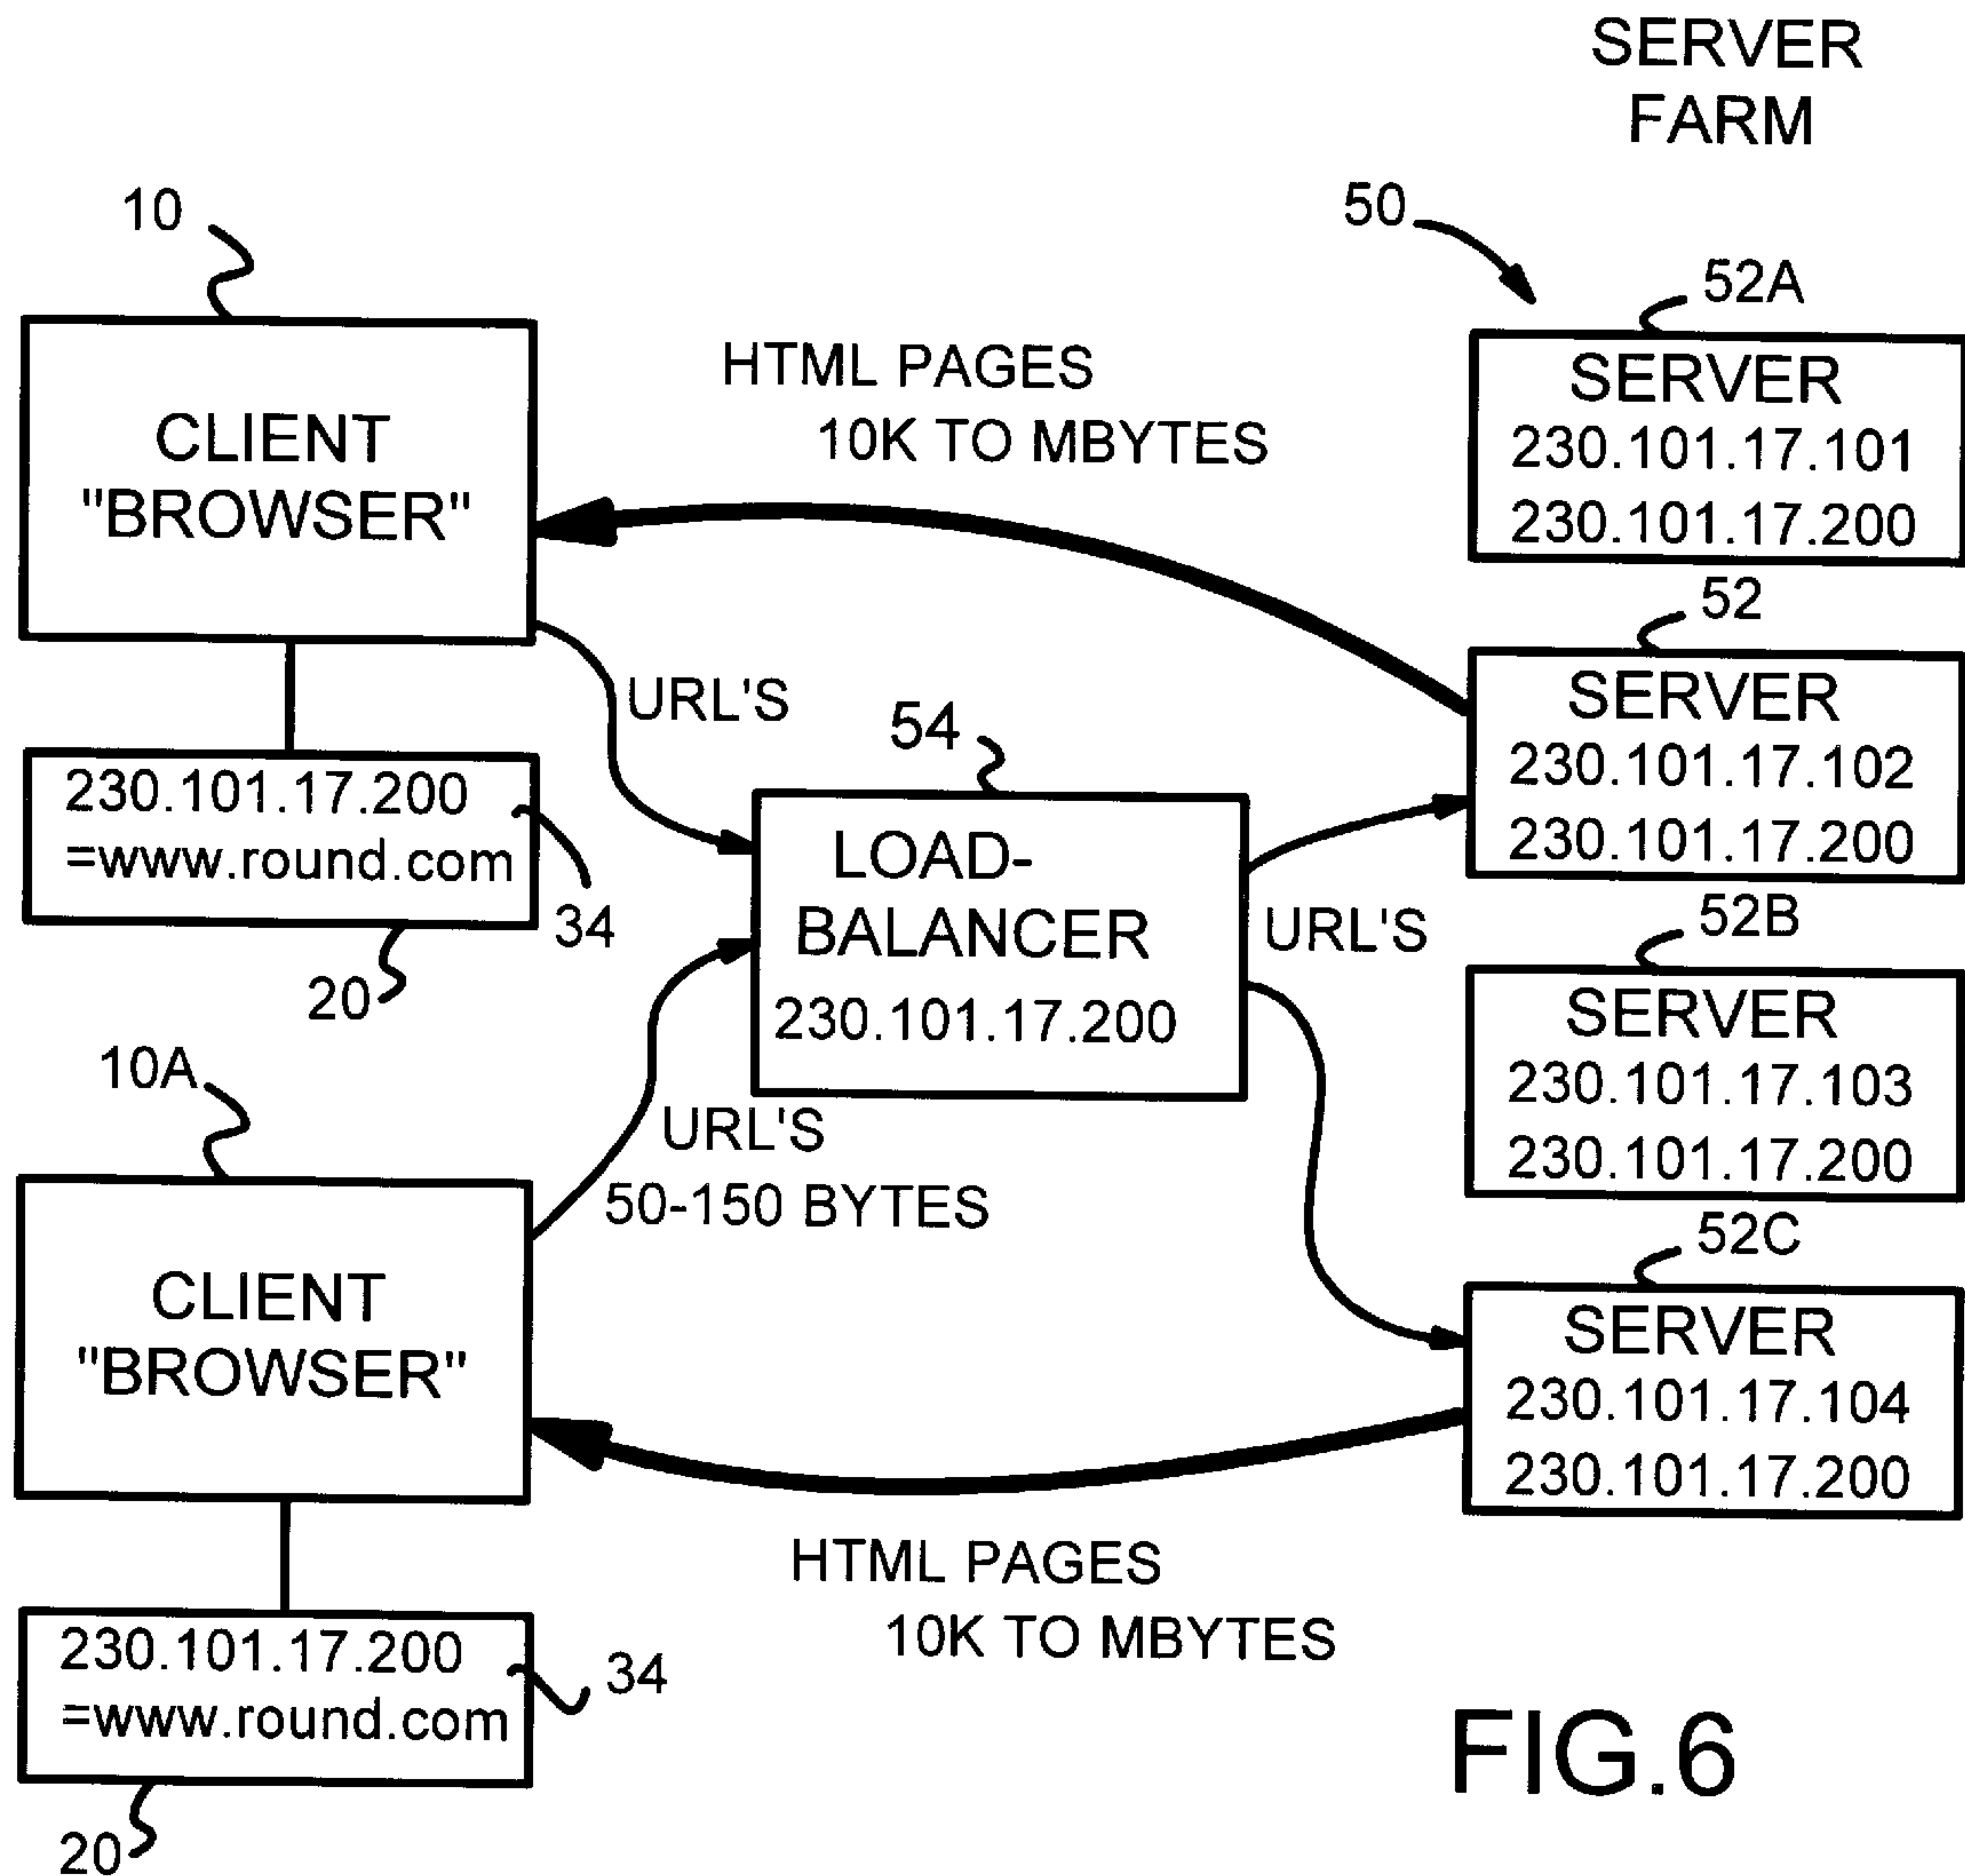 SERVER
FARM
10
50
52A
CLIENT
"BROWSER"
HTML PAGES
10K TO MBYTES
SERVER
230.101.17.101
230.101.17.200
52
URL'S
54
SERVER
230.101.17.102
230.101.17.200
230.101.17.200
=www.round.com
34
20
LOAD-
BALANCER
230.101.17.200
URL'S
52B
SERVER
230.101.17.103
230.101.17.200
10A
URL'S
50-150 BYTES
52C
CLIENT
"BROWSER"
SERVER
230.101.17.104
230.101.17.200
HTML PAGES
10K TO MBYTES
230.101.17.200
=www.round.com
34
20
FIG.6